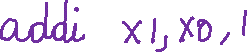 addi x1, x0, 1